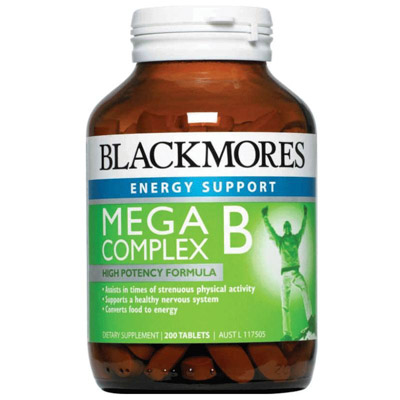 BLACKMORES
ENERGY SUPPORT
MEGA B
COMPLEX
HIGH POTENCY FORMULA
• Assists in times of strenuous physical activity
• Supports a healthy nervous system
• Converts food to energy
DIETARY SUPPLEMENT | 200 TABLETS | AUST L 117505